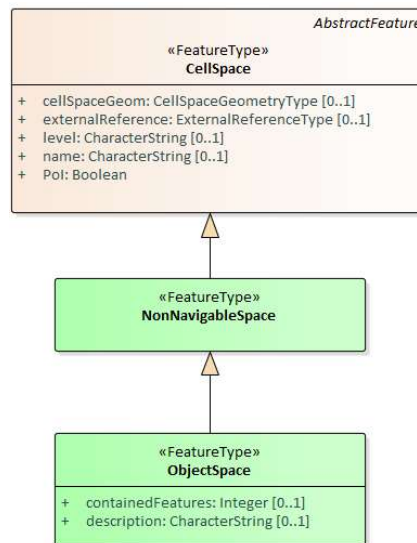 AbstractFeature
«FeatureType»
CellSpace
+ cellSpaceGeom: CellSpaceGeometryType [0..1]
+ externalReference: ExternalReferenceType [0..1]
+ level: CharacterString [0..1]
+ name: CharacterString [0..1]
+ PoI: Boolean
«FeatureType»
NonNavigableSpace
«FeatureType»
ObjectSpace
+ containedFeatures: Integer [0..1]
+ description: CharacterString [0..1]